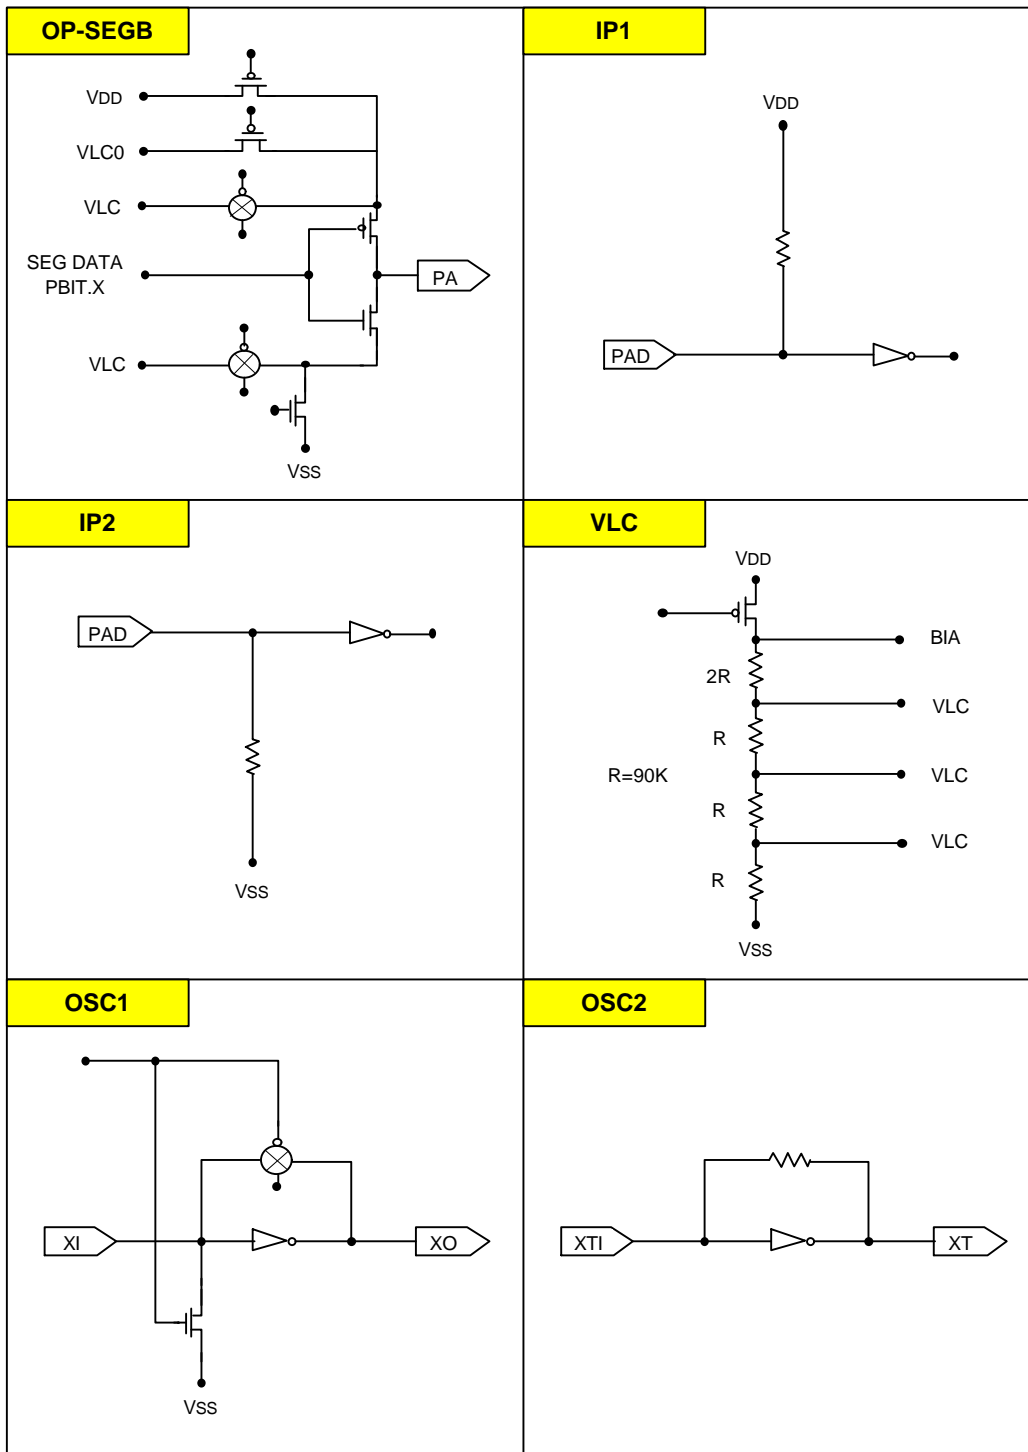 OP-SEGB
VDD
VLC0
VLC
SEG DATA
PBIT.X
PA
VLC
VSS
IP1
VDD
PAD
IP2
PAD
VSS
VLC
VDD
BIA
2R
VLC
R
R=90K
VLC
R
VLC
R
VSS
OSC1
XI
XO
VSS
OSC2
XTI
XT